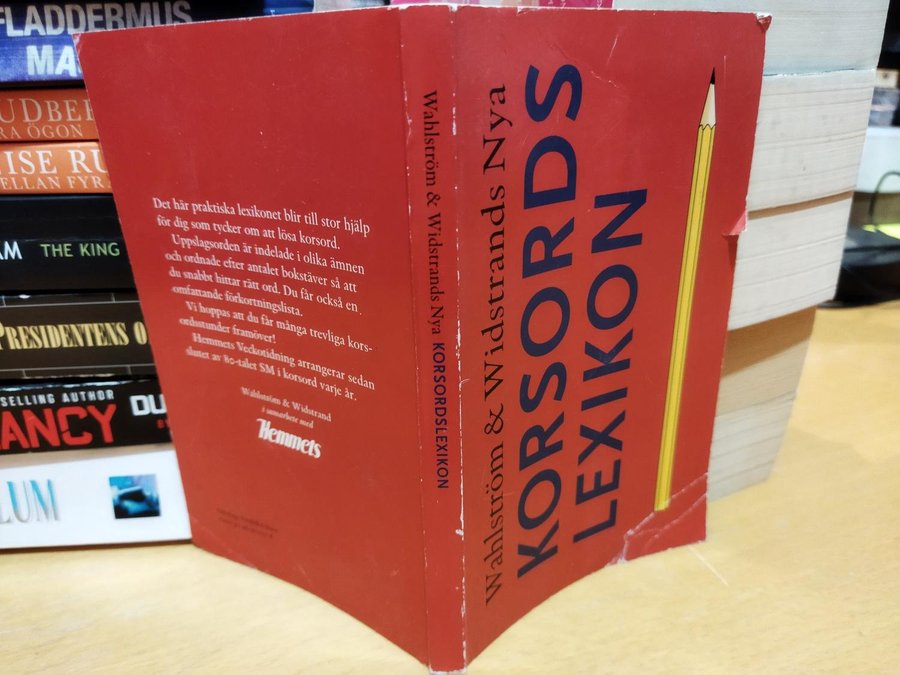 FLADDERMUS
MA
UDBE
RA ÖGON
ISE RU
ELLAN FYR
AM THE KING
PRESIDENTENS O
SELLING AUTHOR
ANCY DU
LUM
Det här praktiska lexikonet blir till stor hjälp
för dig som tycker om att lösa korsord.
Uppslagsorden är indelade i olika ämnen
och ordnade efter antalet bokstäver så att
du snabbt hittar rätt ord. Du får också en
omfattande förkortningslista.
Vi hoppas att du får många trevliga kors-
ordsstunder framöver!
Hemmets Veckotidning arrangerar sedan
slutet av 80-talet SM i korsord varje år.
Wahlström & Widstrand
i samarbete med
Hemmets
Wahlström & Widstrands Nya KORSORDSLEXIKON
Wahlström & Widstrands Nya
KORSORDS
LEXIKON